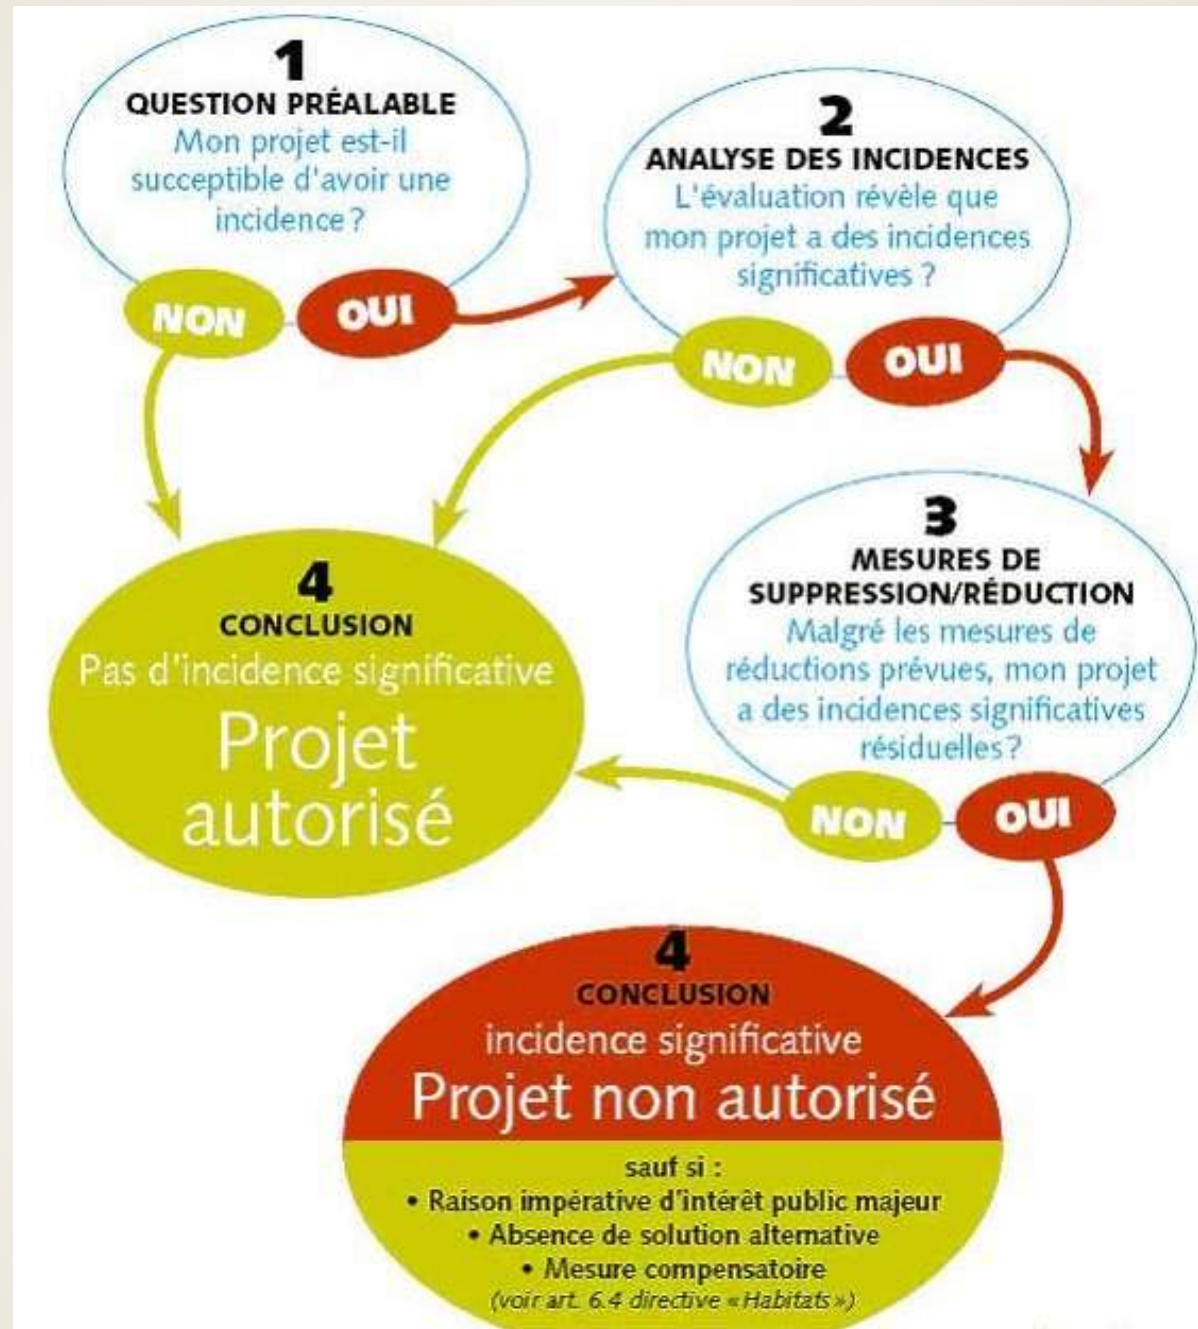 1
QUESTION PRÉALABLE
Mon projet est-il
succeptible d'avoir une
incidence ?
NON
OUI
2
ANALYSE DES INCIDENCES
L'évaluation révèle que
mon projet a des incidences
significatives ?
NON
OUI
3
MESURES DE
SUPPRESSION/RÉDUCTION
Malgré les mesures de
réductions prévues, mon projet
a des incidences significatives
résiduelles ?
NON
OUI
4
CONCLUSION
Pas d'incidence significative
Projet
autorisé
4
CONCLUSION
incidence significative
Projet non autorisé
sauf si :
• Raison impérative d'intérêt public majeur
• Absence de solution alternative
• Mesure compensatoire
(voir art. 6.4 directive « Habitats »)